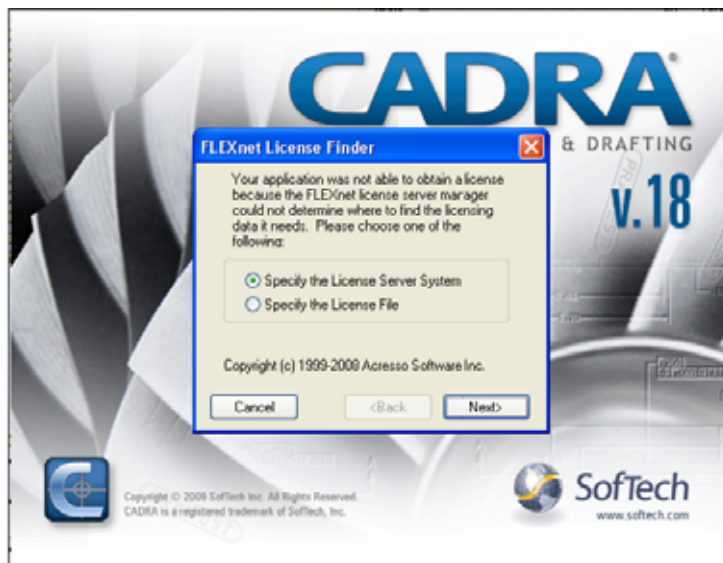 CADRA®
& DRAFTING
v.18
FLEXnet License Finder
Your application was not able to obtain a license
because the FLEXnet license server manager
could not determine where to find the licensing
data it needs. Please choose one of the
following:
Specify the License Server System
Specify the License File
Copyright (c) 1999-2008 Acresso Software Inc.
Cancel
<Back
Next>
Copyright © 2009 SofTech Inc. All Rights Reserved.
CADRA is a registered trademark of SofTech, Inc.
SofTech
www.softech.com